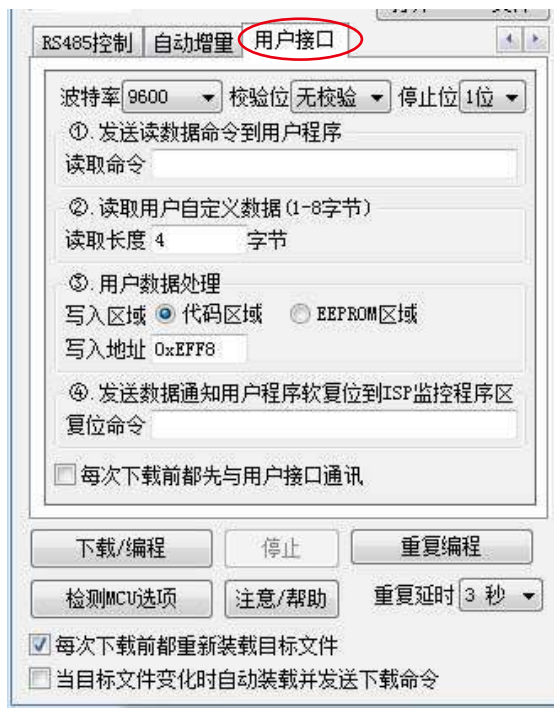 RS485控制 自动增量 用户接口
波特率 9600 校验位 无校验 停止位 1位
①.发送读数据命令到用户程序
读取命令
②.读取用户自定义数据(1-8字节)
读取长度 4 字节
③.用户数据处理
写入区域 代码区域 EEPROM区域
写入地址 0xEFF8
④.发送数据通知用户程序软复位到ISP监控程序区
复位命令
每次下载前都先与用户接口通讯
下载/编程 停止 重复编程
检测MCU选项 注意/帮助 重复延时 3 秒
每次下载前都重新装载目标文件
当目标文件变化时自动装载并发送下载命令